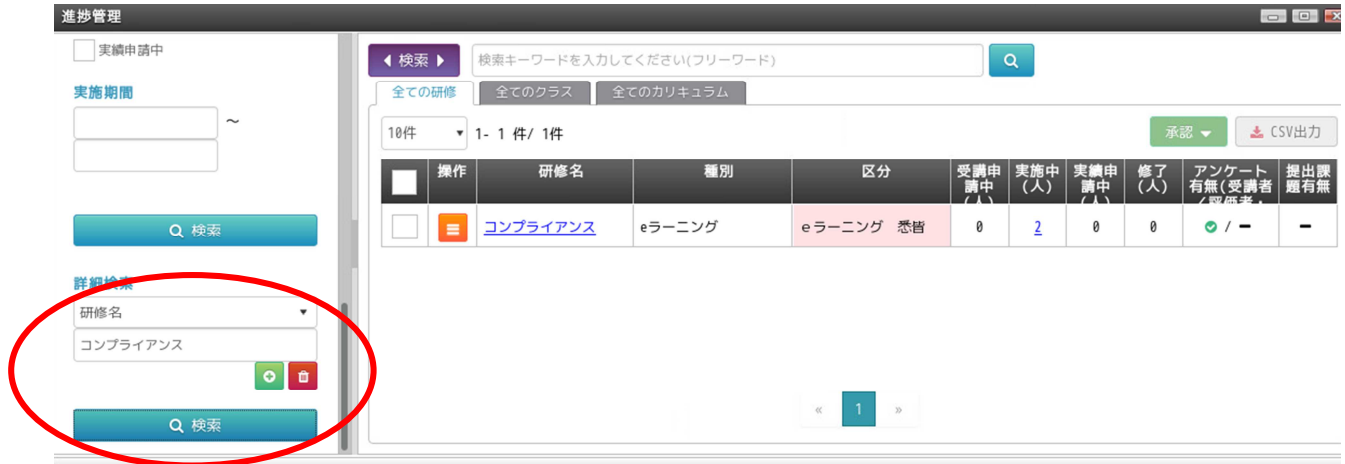 進捗管理
実績申請中
実施期間
～
検索
詳細検索
研修名
コンプライアンス
検索
検索
検索キーワードを入力してください(フリーワード)
全ての研修 全てのクラス 全てのカリキュラム
10件 1- 1 件/ 1件
承認 CSV出力
操作 研修名 種別 区分 受講申請中(人) 実施中(人) 実績申請中(人) 修了(人) アンケート有無(受講者/評価者・ 提出課題有無
コンプライアンス eラーニング eラーニング 悉皆 0 2 0 0 / ー ー
« 1 »